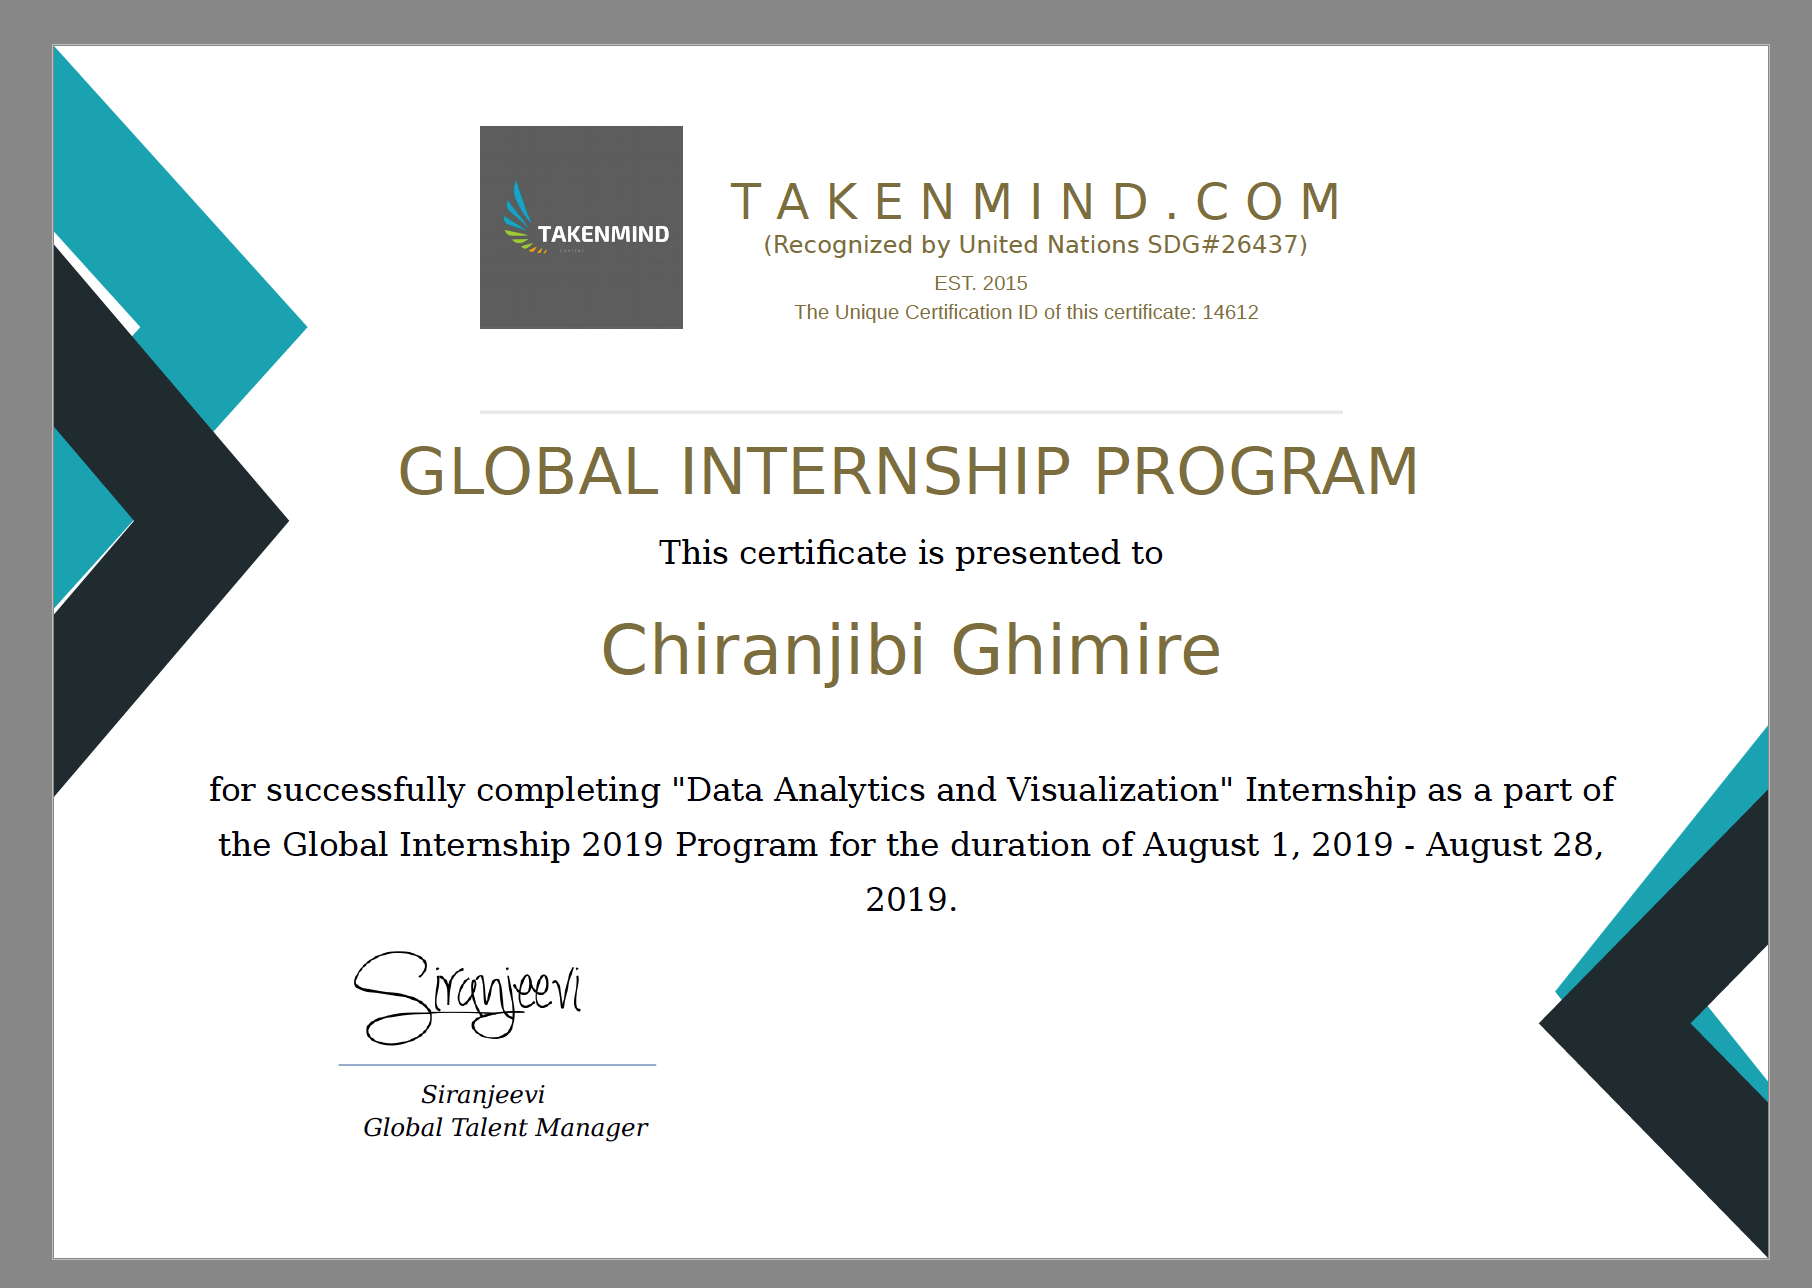 TAKENMIND
TAKENMIND.COM
(Recognized by United Nations SDG#26437)
EST. 2015
The Unique Certification ID of this certificate: 14612
GLOBAL INTERNSHIP PROGRAM
This certificate is presented to
Chiranjibi Ghimire
for successfully completing "Data Analytics and Visualization" Internship as a part of
the Global Internship 2019 Program for the duration of August 1, 2019 - August 28,
2019.
Siranjeevi
Siranjeevi
Global Talent Manager